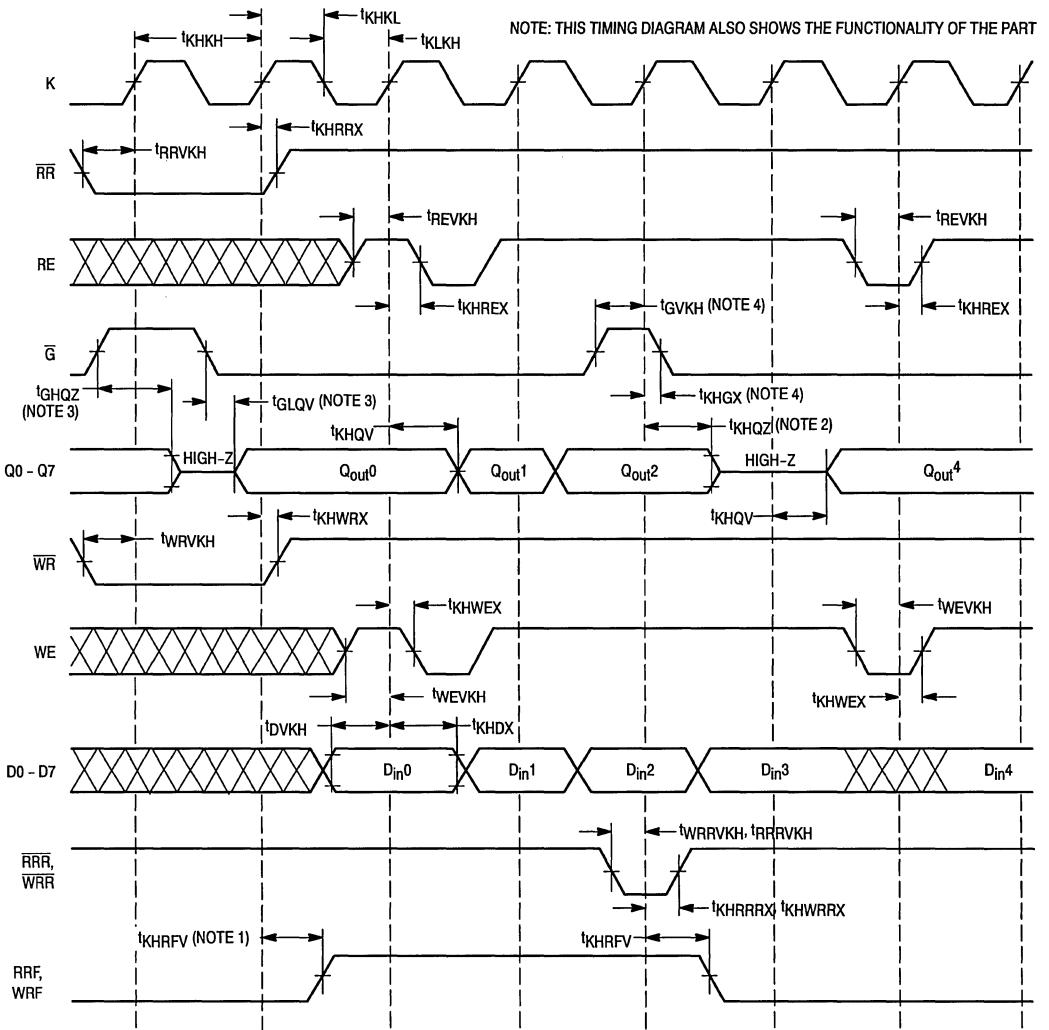 NOTE: THIS TIMING DIAGRAM ALSO SHOWS THE FUNCTIONALITY OF THE PART
tKHKL
tKHKH
tKLKH
K
tKHRRX
tRRVKH
RR
tREVKH
tREVKH
RE
tKHREX
tKHREX
tGVKH (NOTE 4)
G
tGHQZ
(NOTE 3)
tGLQV (NOTE 3)
tKHGX (NOTE 4)
tKHQV
tKHQZ (NOTE 2)
Q0 - Q7
HIGH-Z
Qout0
Qout1
Qout2
HIGH-Z
Qout4
tKHWRX
tKHQV
tWRVKH
WR
tKHWEX
tWEVKH
WE
tWEVKH
tKHWEX
tDVKH
tKHDX
D0 - D7
Din0
Din1
Din2
Din3
Din4
tWRRVKH, tRRRVKH
RRR,
WRR
tKHRRRX, tKHWRRX
tKHRFV (NOTE 1)
tKHRFV
RRF,
WRF